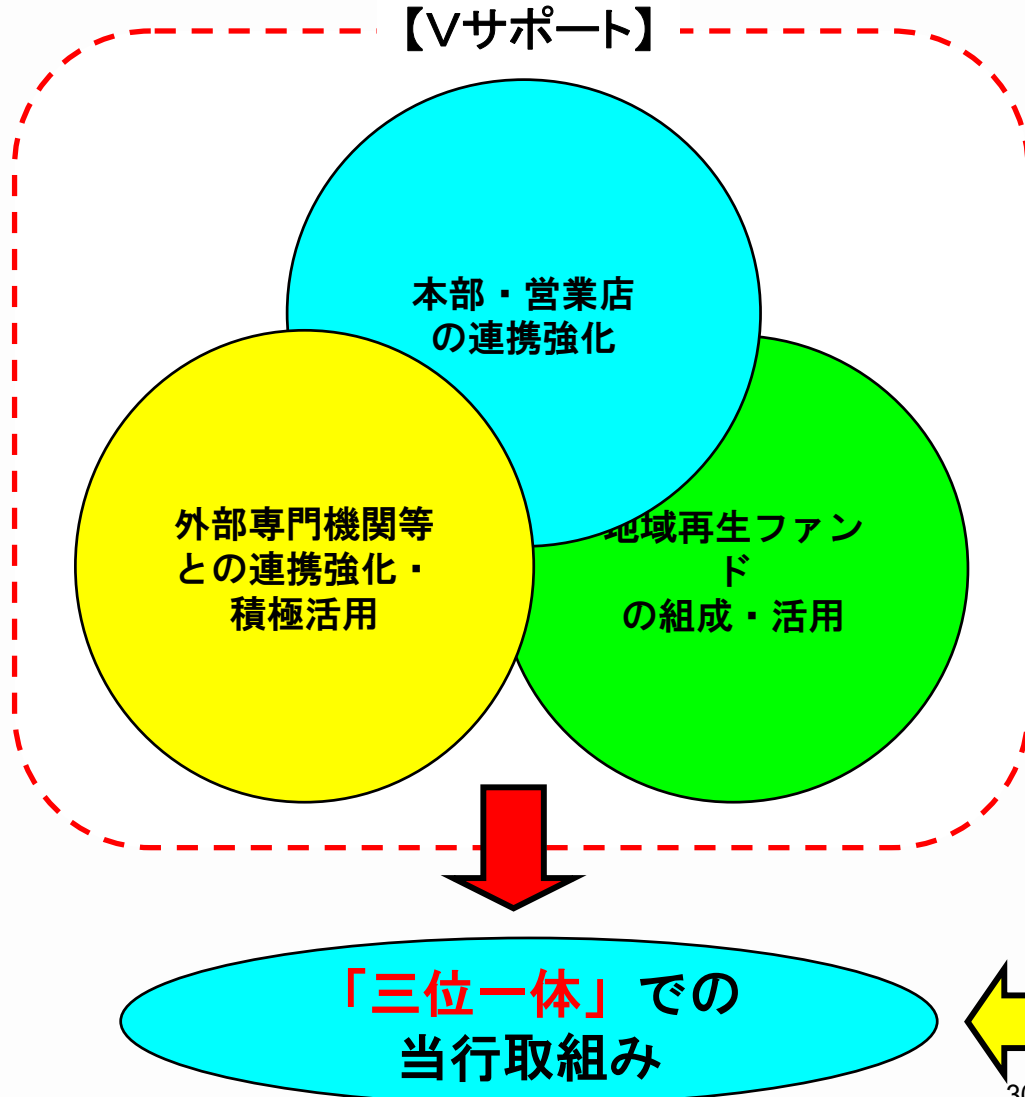 【Vサポート】
本部・営業店
の連携強化
外部専門機関等
との連携強化・
積極活用
地域再生ファン
ド
の組成・活用
「三位一体」での
当行取組み
30